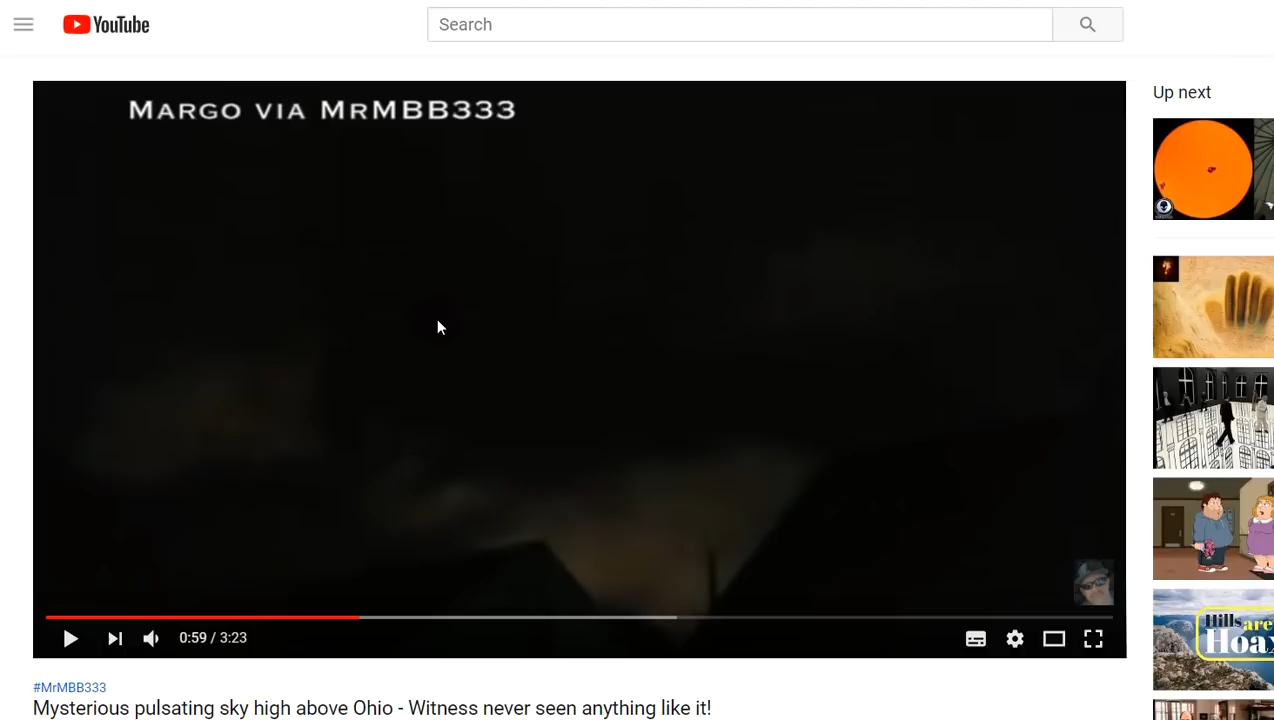 YouTube
Search
MARGO VIA MRMBB333
Up next
0:59 / 3:23
Hills are
Hoax
#MrMBB333
Mysterious pulsating sky high above Ohio - Witness never seen anything like it!